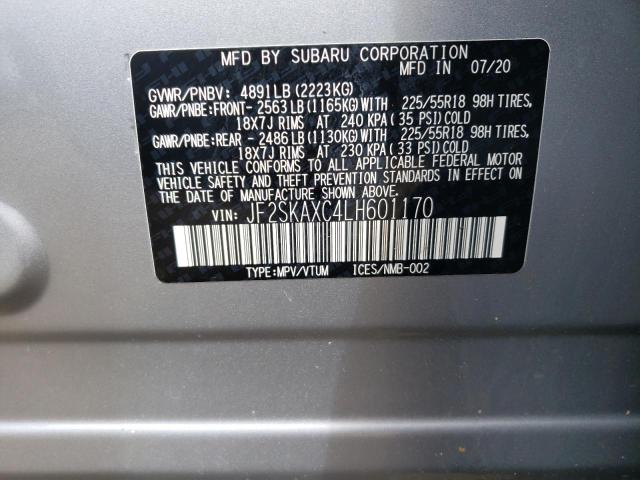 MFD BY SUBARU CORPORATION
MFD IN 07/20
GVWR/PNBV: 4891LB (2223KG)
GAWR/PNBE:FRONT- 2563LB (1165KG)WITH 225/55R18 98H TIRES,
18X7J RIMS AT 240 KPA(35 PSI)COLD
GAWR/PNBE:REAR - 2486LB (1130KG)WITH 225/55R18 98H TIRES,
18X7J RIMS AT 230 KPA(33 PSI)COLD
THIS VEHICLE CONFORMS TO ALL APPLICABLE FEDERAL MOTOR
VEHICLE SAFETY AND THEFT PREVENTION STANDARDS IN EFFECT ON
THE DATE OF MANUFACTURE SHOWN ABOVE.
VIN: JF2SKAXC4LH601170
TYPE:MPV/VTUM ICES/NMB-002